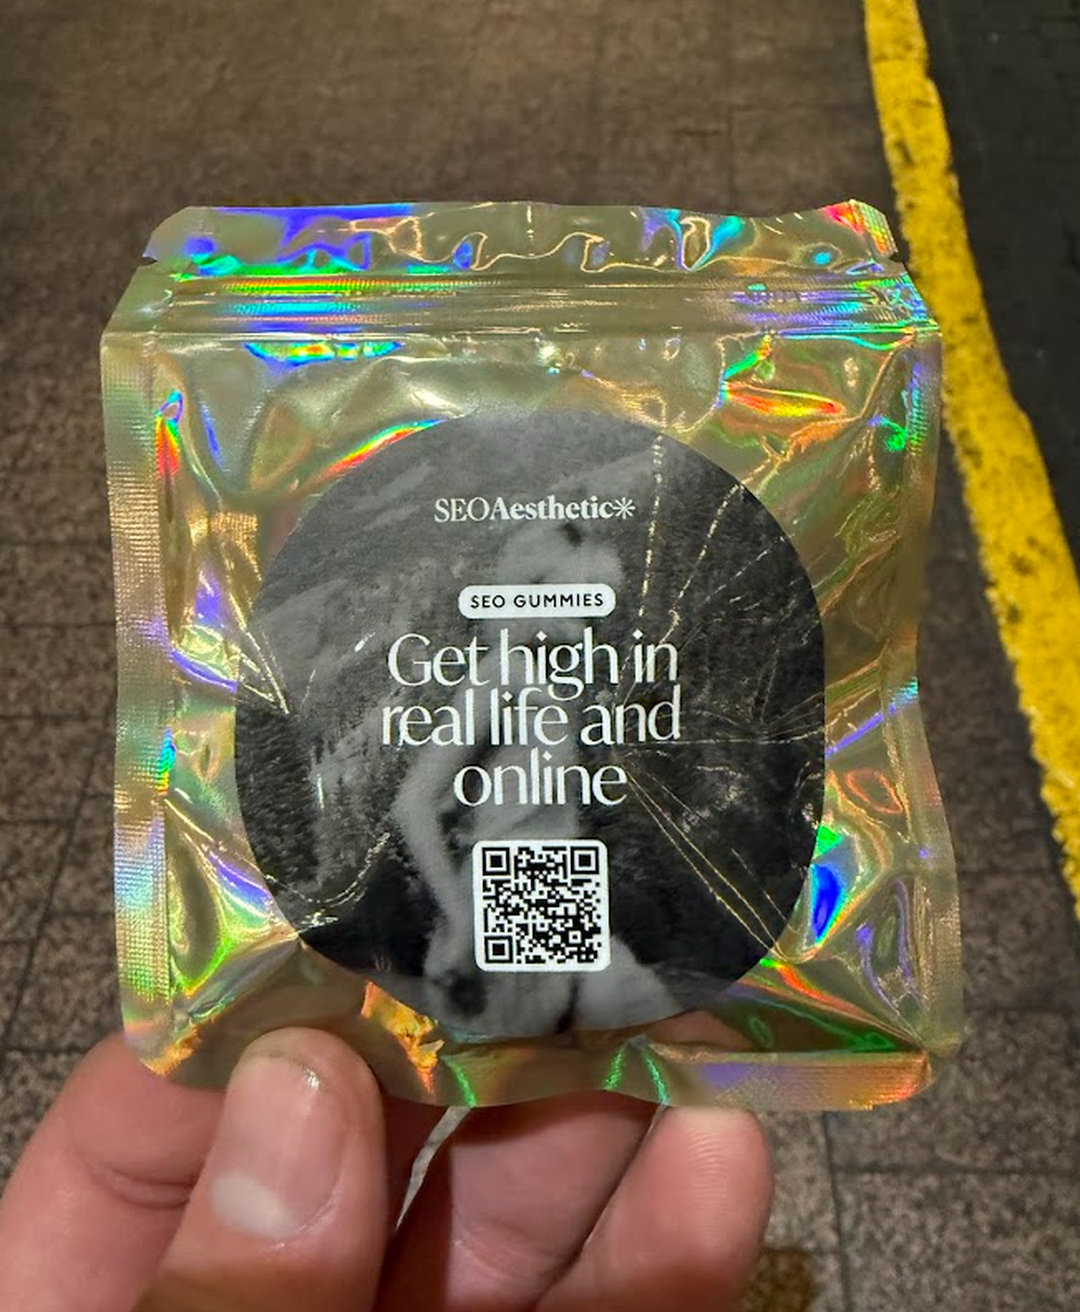 SEOAesthetic✳
SEO GUMMIES
Get high in
real life and
online